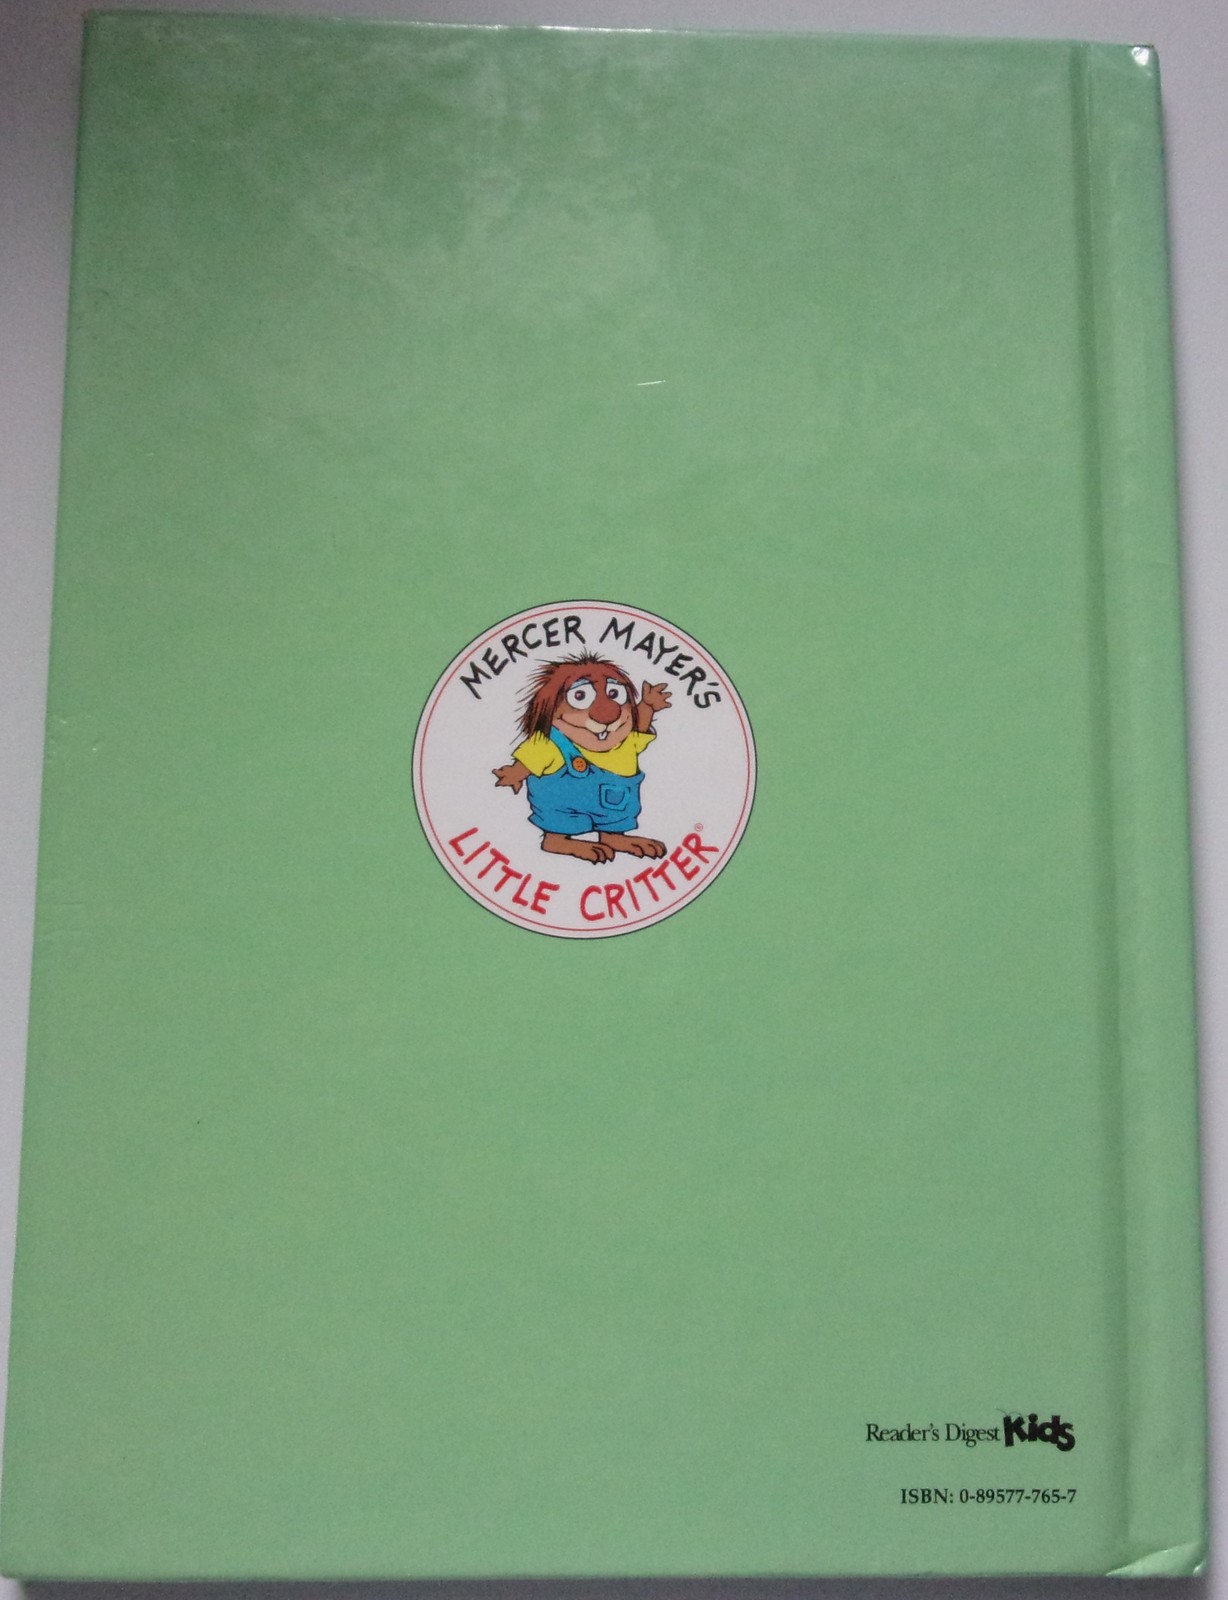 MERCER MAYER'S
LITTLE CRITTER®
Reader's Digest Kids
ISBN: 0-89577-765-7